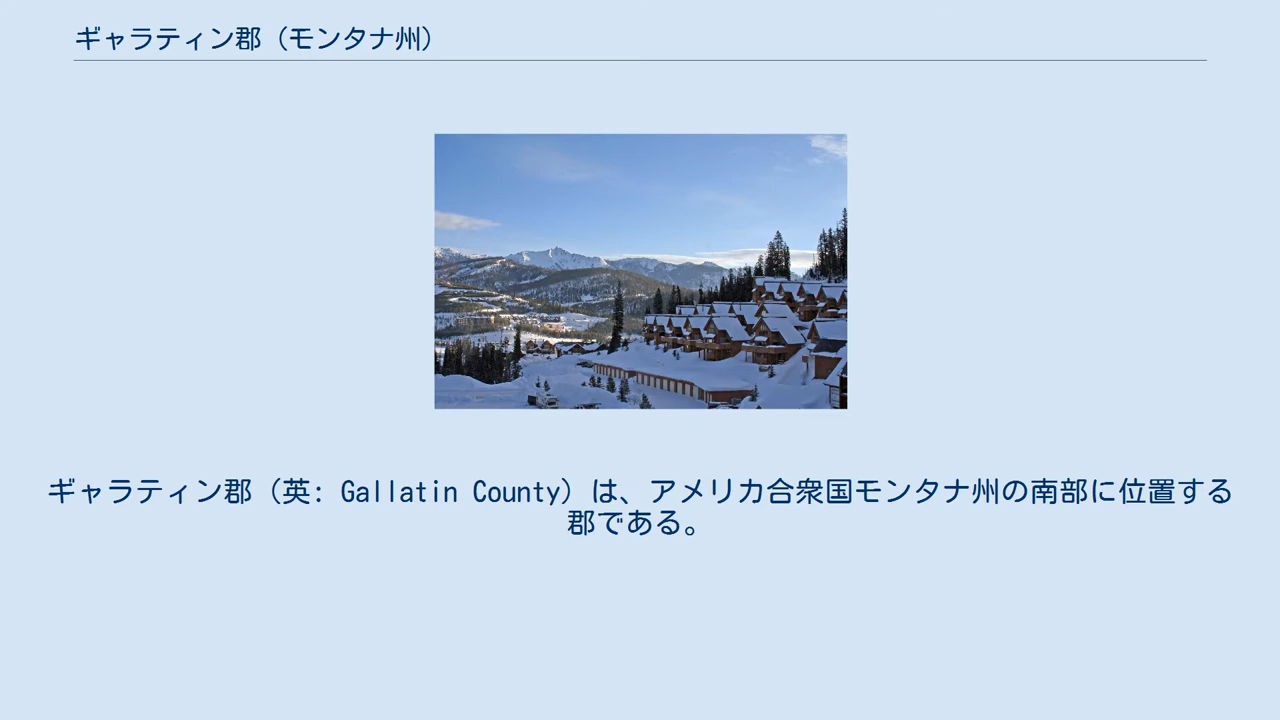 ギャラティン郡（モンタナ州）
ギャラティン郡（英: Gallatin County）は、アメリカ合衆国モンタナ州の南部に位置する
郡である。